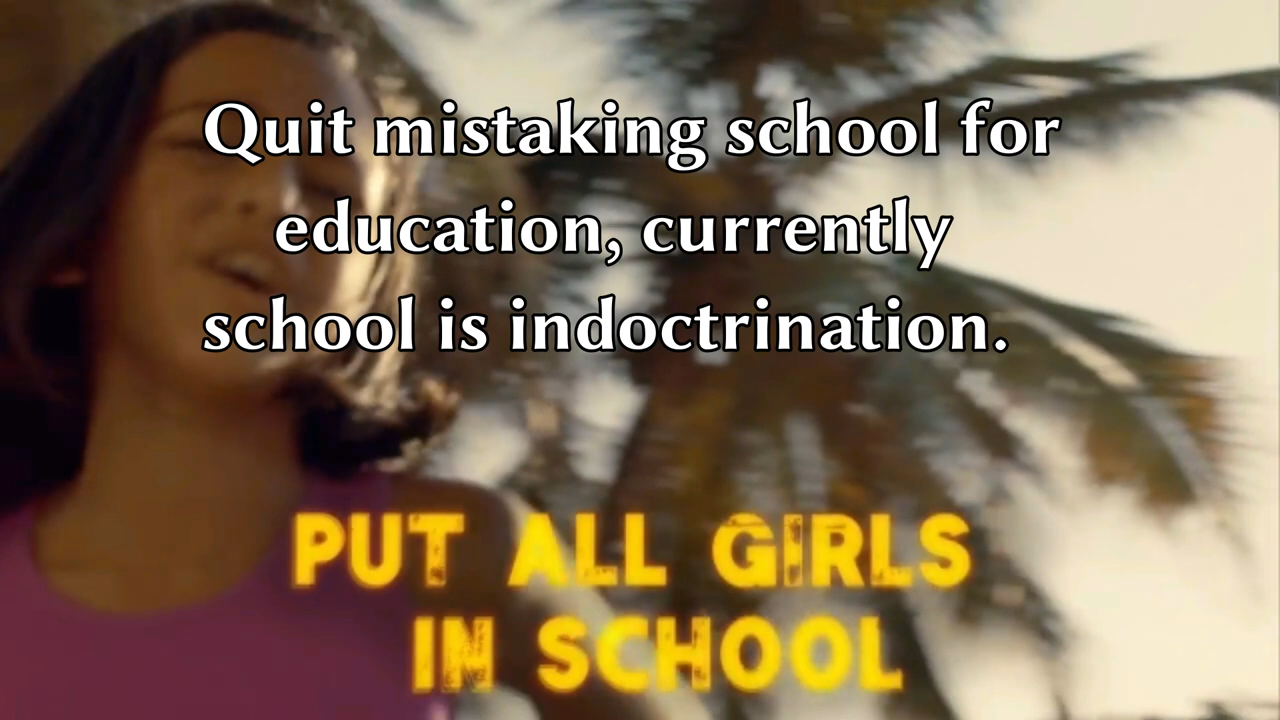 Quit mistaking school for
education, currently
school is indoctrination.
PUT ALL GIRLS
IN SCHOOL